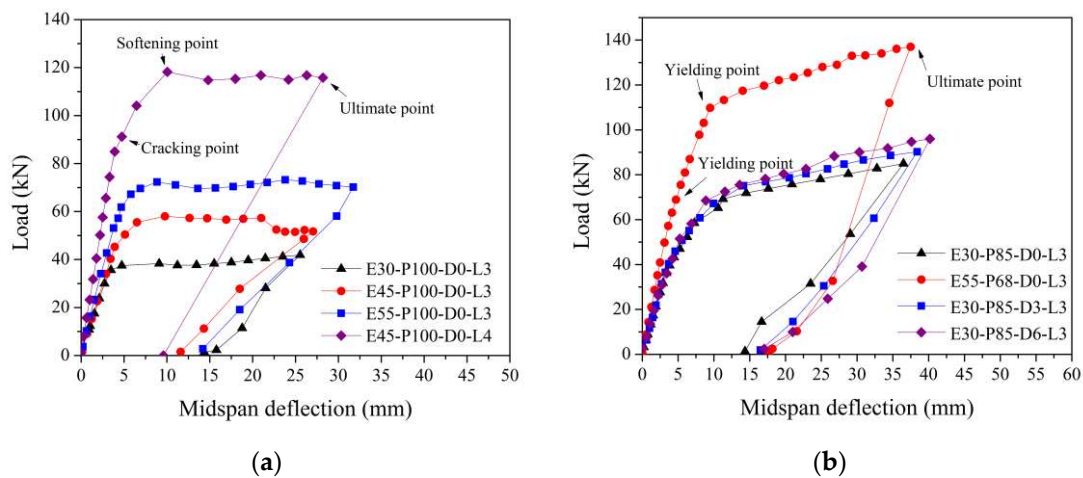 140
120
100
80
60
40
20
0
Load (kN)
Softening point
Cracking point
Ultimate point
E30-P100-D0-L3
E45-P100-D0-L3
E55-P100-D0-L3
E45-P100-D0-L4
0 5 10 15 20 25 30 35 40 45 50
Midspan deflection (mm)
(a)
140
120
100
80
60
40
20
0
Load (kN)
Yielding point
Ultimate point
Yielding point
E30-P85-D0-L3
E55-P68-D0-L3
E30-P85-D3-L3
E30-P85-D6-L3
0 5 10 15 20 25 30 35 40 45 50 60
Midspan deflection (mm)
(b)